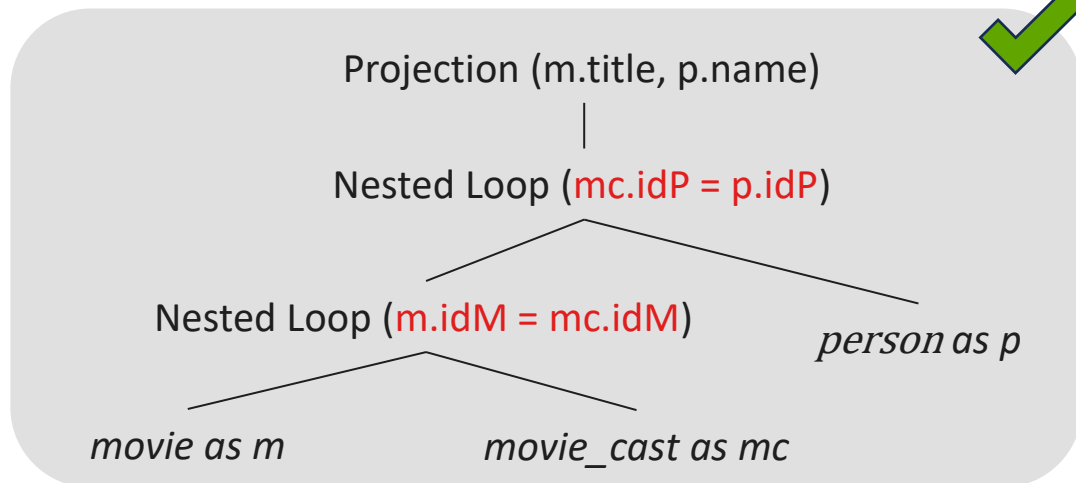 Projection (m.title, p.name)
Nested Loop (mc.idP = p.idP)
Nested Loop (m.idM = mc.idM)
person as p
movie as m
movie_cast as mc